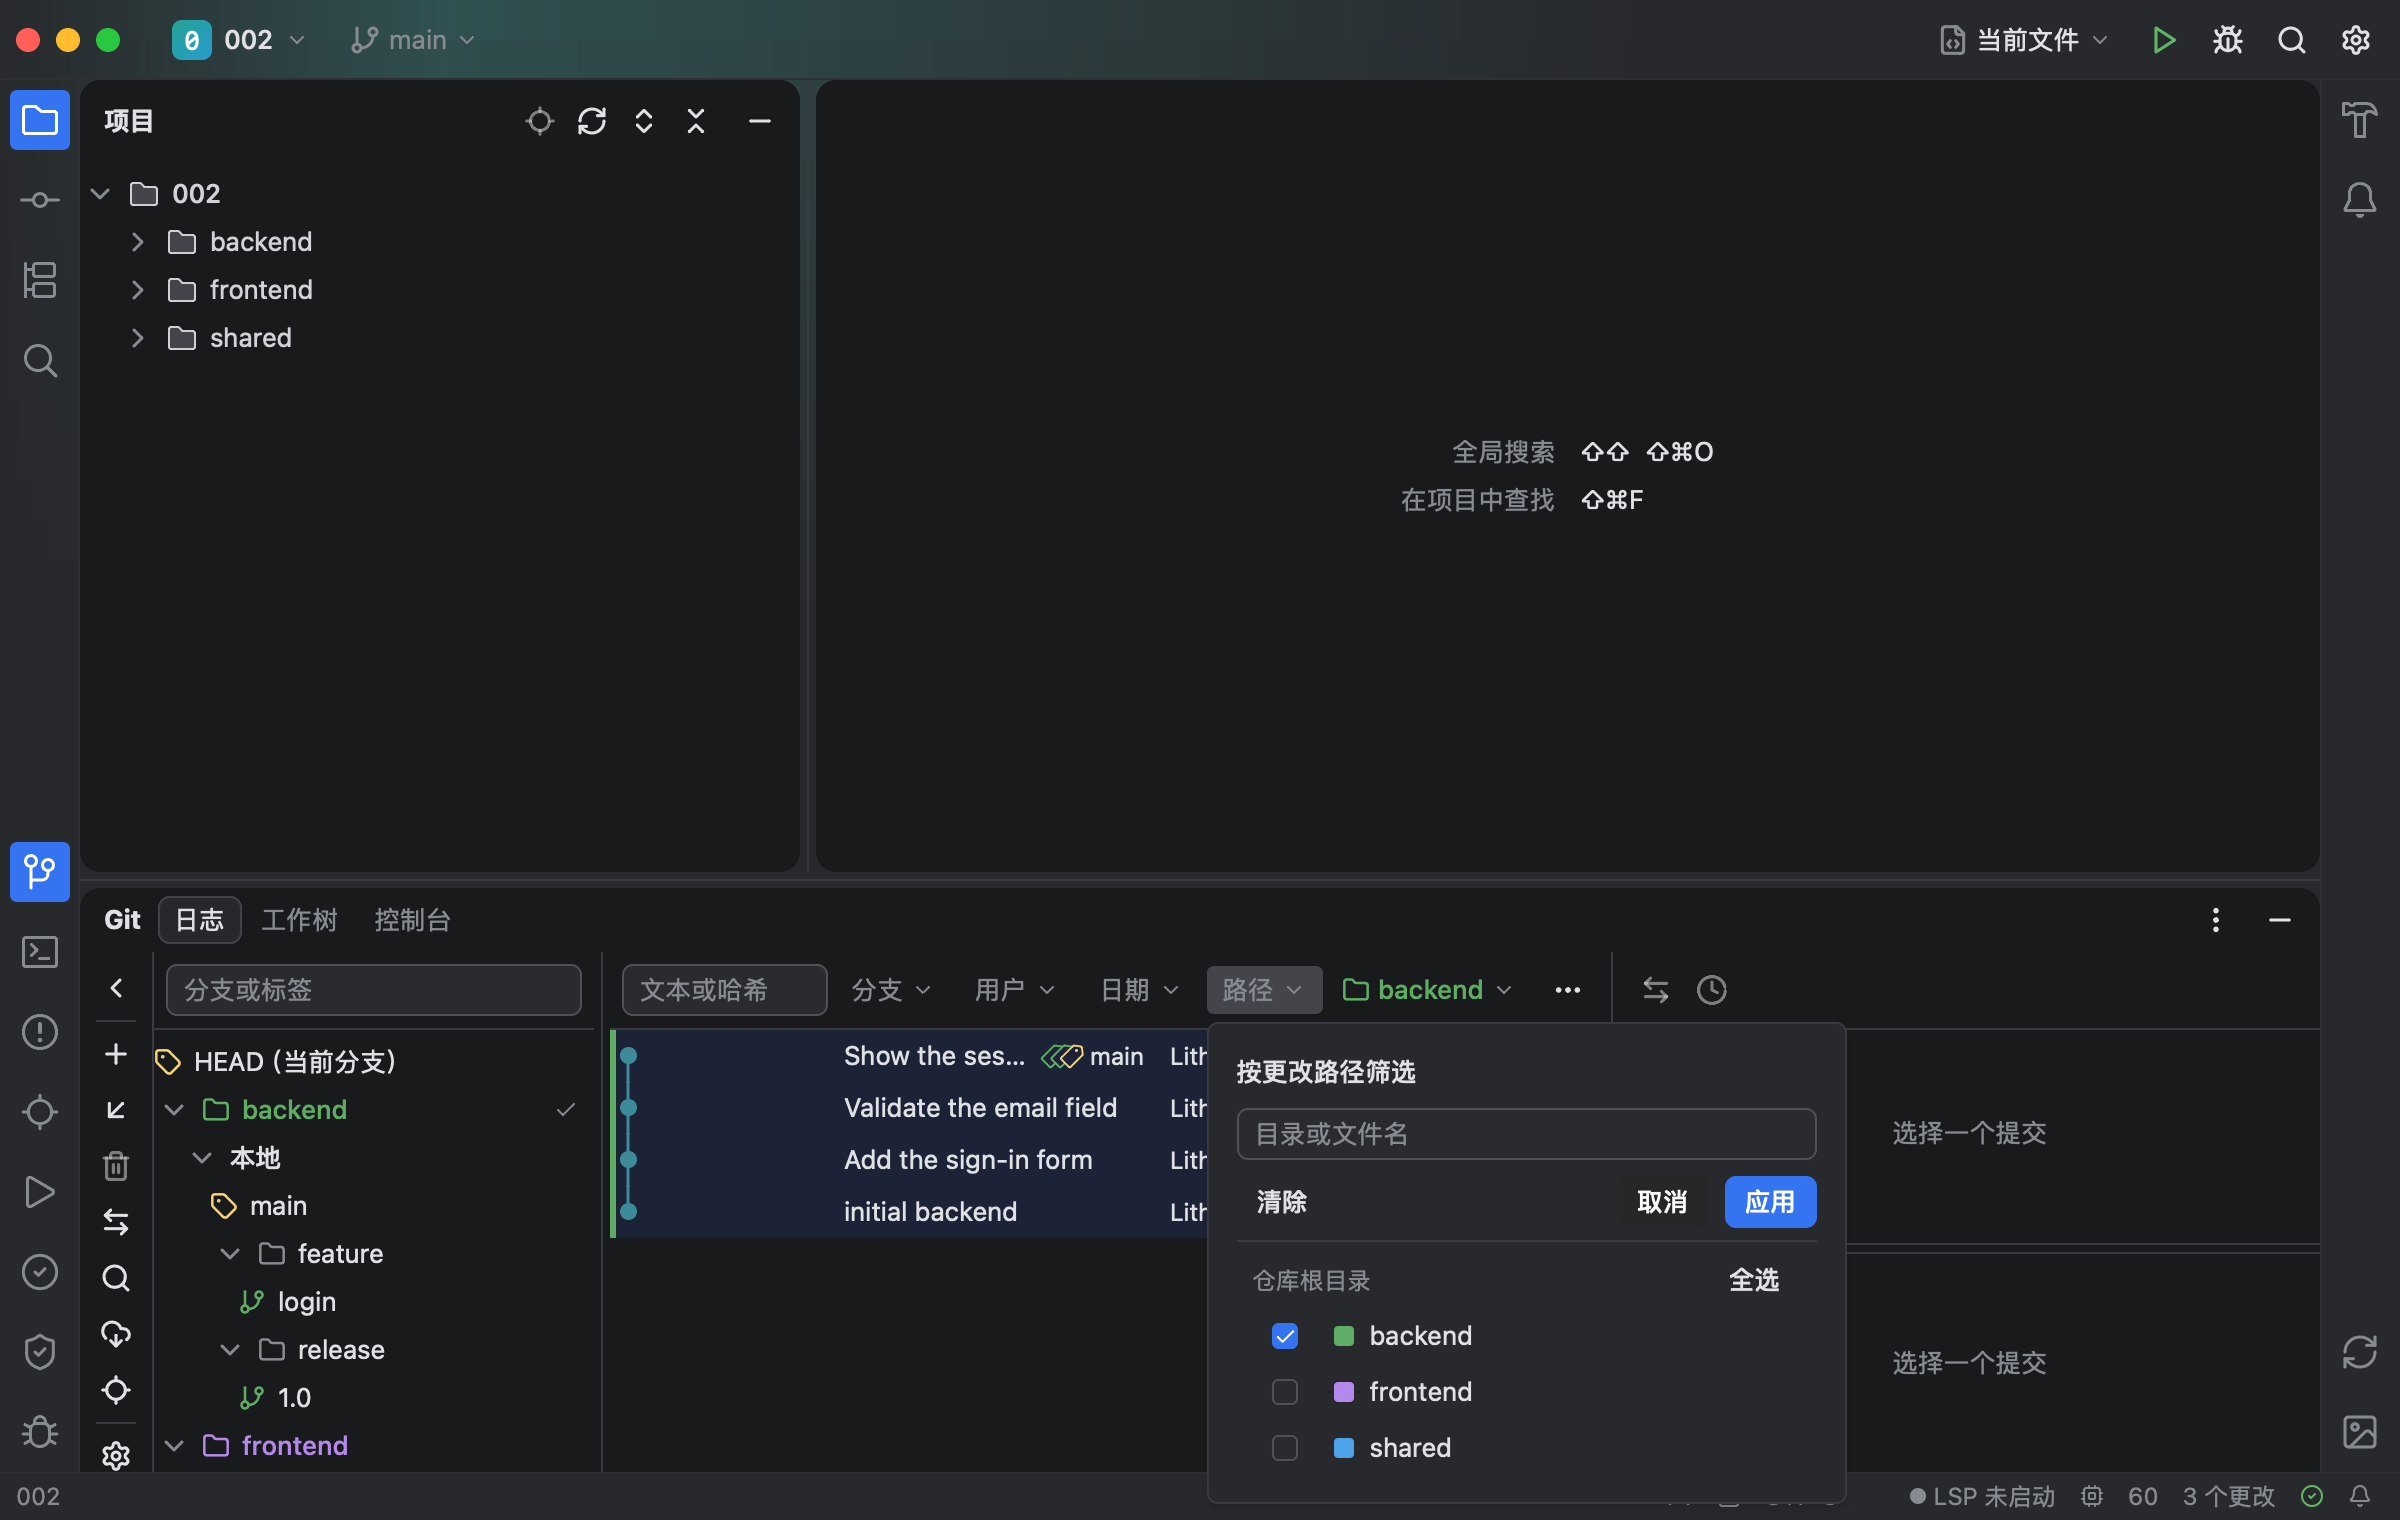 0 002 main 当前文件
项目
002
backend
frontend
shared
全局搜索 ⇧⇧ ⇧⌘O
在项目中查找 ⇧⌘F
Git 日志 工作树 控制台
分支或标签
文本或哈希 分支 用户 日期 路径 backend
HEAD (当前分支)
backend
本地
main
feature
login
release
1.0
frontend
Show the ses... main Lith
Validate the email field Lith
Add the sign-in form Lith
initial backend Lith
按更改路径筛选
目录或文件名
清除 取消 应用
仓库根目录 全选
backend
frontend
shared
选择一个提交
选择一个提交
002
LSP 未启动 60 3 个更改